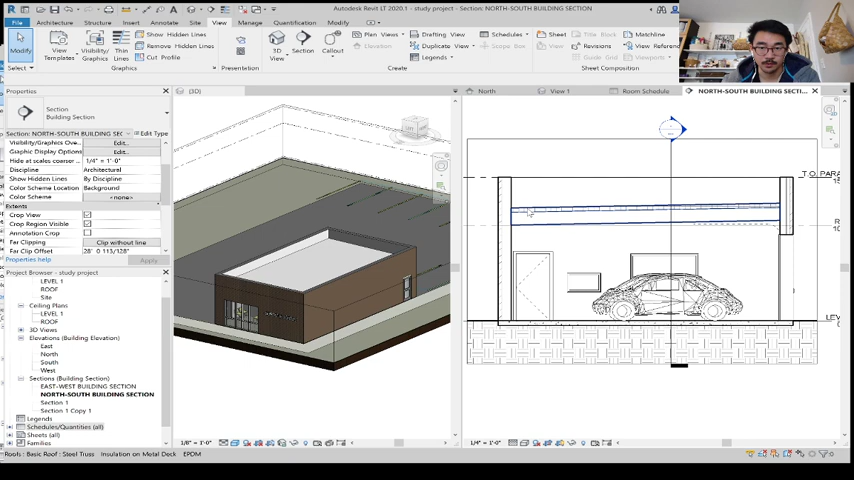 Autodesk Revit LT 2020.1 - study project - Section: NORTH-SOUTH BUILDING SECTION
File Architecture Structure Insert Annotate Site View Manage Quantification Modify
Modify
Select
View Templates
Visibility/ Graphics
Thin Lines
Show Hidden Lines
Remove Hidden Lines
Cut Profile
Graphics
Presentation
3D View
Section
Callout
Plan Views
Elevation
Drafting View
Duplicate View
Legends
Schedules
Scope Box
Create
Sheet
Title Block
Revisions
Guide Grid
Matchline
View Reference
Viewports
Sheet Composition
Properties
Section
Building Section
Section: NORTH-SOUTH BUILDING SEC
Edit Type
Visibility/Graphics Ove... Edit...
Graphic Display Options Edit...
Hide at scales coarser ... 1/4" = 1'-0"
Discipline Architectural
Show Hidden Lines By Discipline
Color Scheme Location Background
Color Scheme <none>
Extents
Crop View
Crop Region Visible
Annotation Crop
Far Clipping Clip without line
Far Clip Offset 28' 0 113/128"
Properties help Apply
Project Browser - study project
LEVEL 1
ROOF
Site
Ceiling Plans
LEVEL 1
ROOF
3D Views
Elevations (Building Elevation)
East
North
South
West
Sections (Building Section)
EAST-WEST BUILDING SECTION
NORTH-SOUTH BUILDING SECTION
Section 1
Section 1 Copy 1
Legends
Schedules/Quantities (all)
Sheets (all)
Families
Roofs : Basic Roof : Steel Truss - Insulation on Metal Deck - EPDM
{3D}
1/8" = 1'-0"
North
View 1
Room Schedule
NORTH-SOUTH BUILDING SECTI...
T.O. PARA
R
LEV
1/4" = 1'-0"